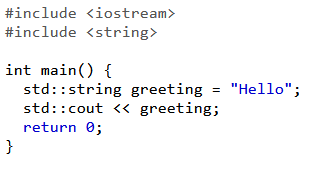 #include <iostream>
#include <string>

int main() {
  std::string greeting = "Hello";
  std::cout << greeting;
  return 0;
}